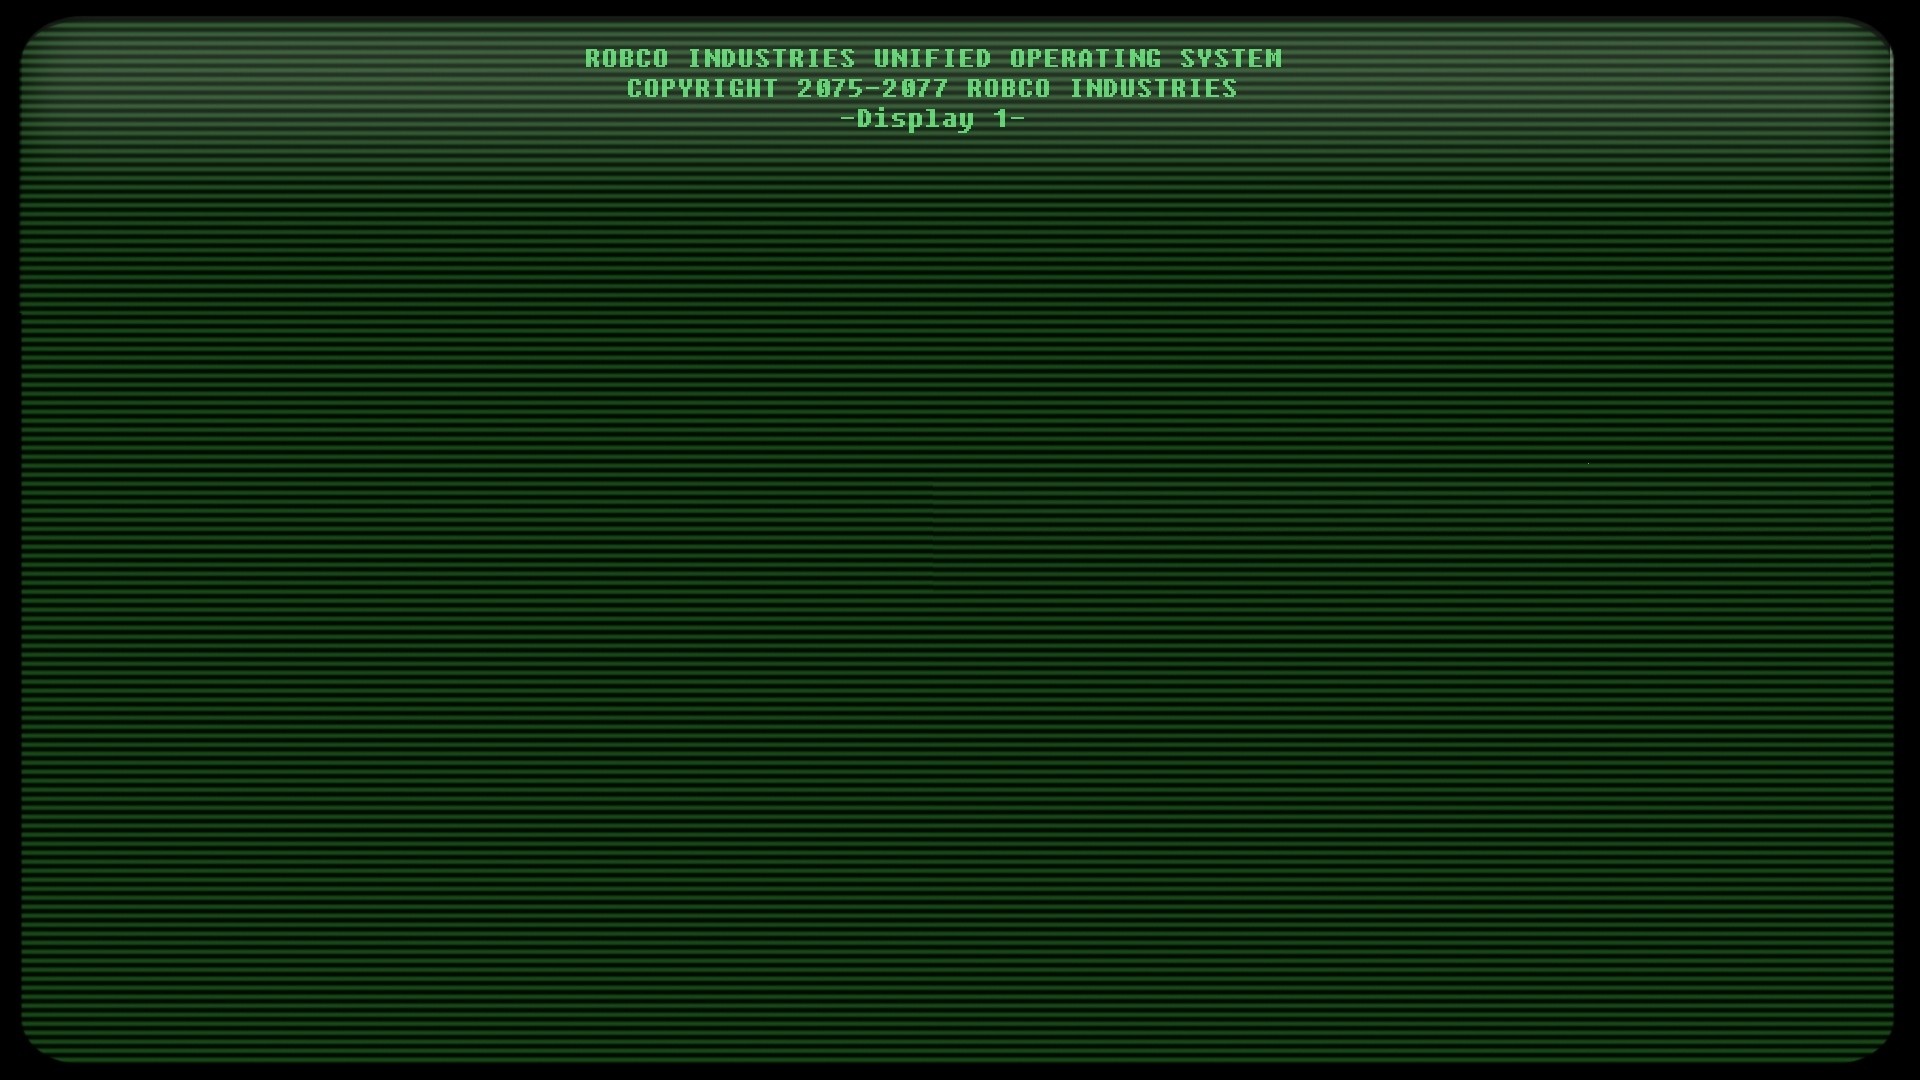 ROBCO INDUSTRIES UNIFIED OPERATING SYSTEM
COPYRIGHT 2075-2077 ROBCO INDUSTRIES
-Display 1-